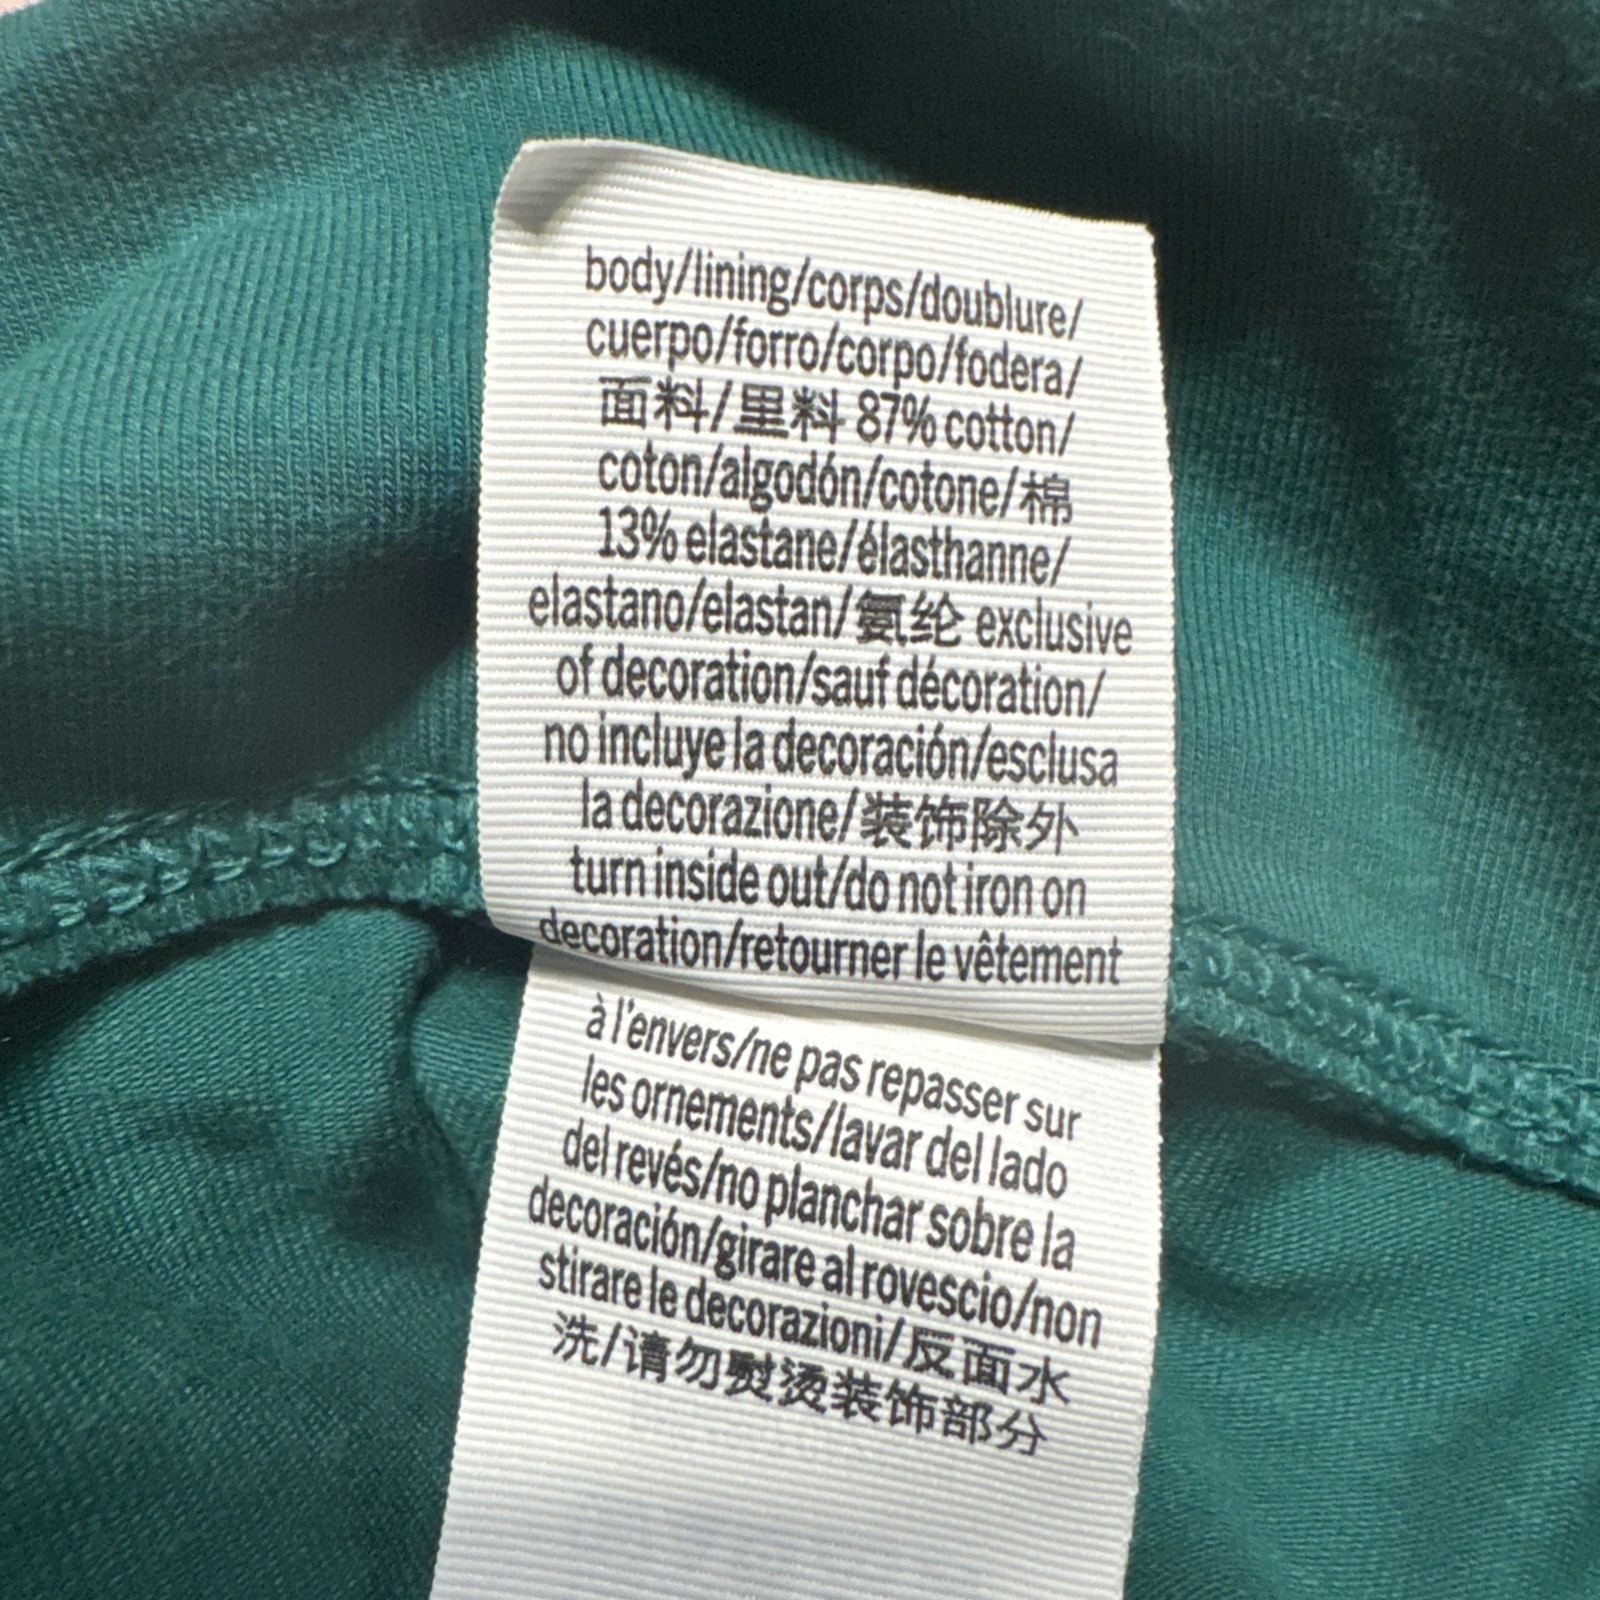 body/lining/corps/doublure/
cuerpo/forro/corpo/fodera/
面料/里料 87% cotton/
coton/algodón/cotone/棉
13% elastane/élasthanne/
elastano/elastan/氨纶 exclusive
of decoration/sauf décoration/
no incluye la decoración/esclusa
la decorazione/装饰除外
turn inside out/do not iron on
decoration/retourner le vêtement
à l'envers/ne pas repasser sur
les ornements/lavar del lado
del revés/no planchar sobre la
decoración/girare al rovescio/non
stirare le decorazioni/反面水
洗/请勿熨烫装饰部分